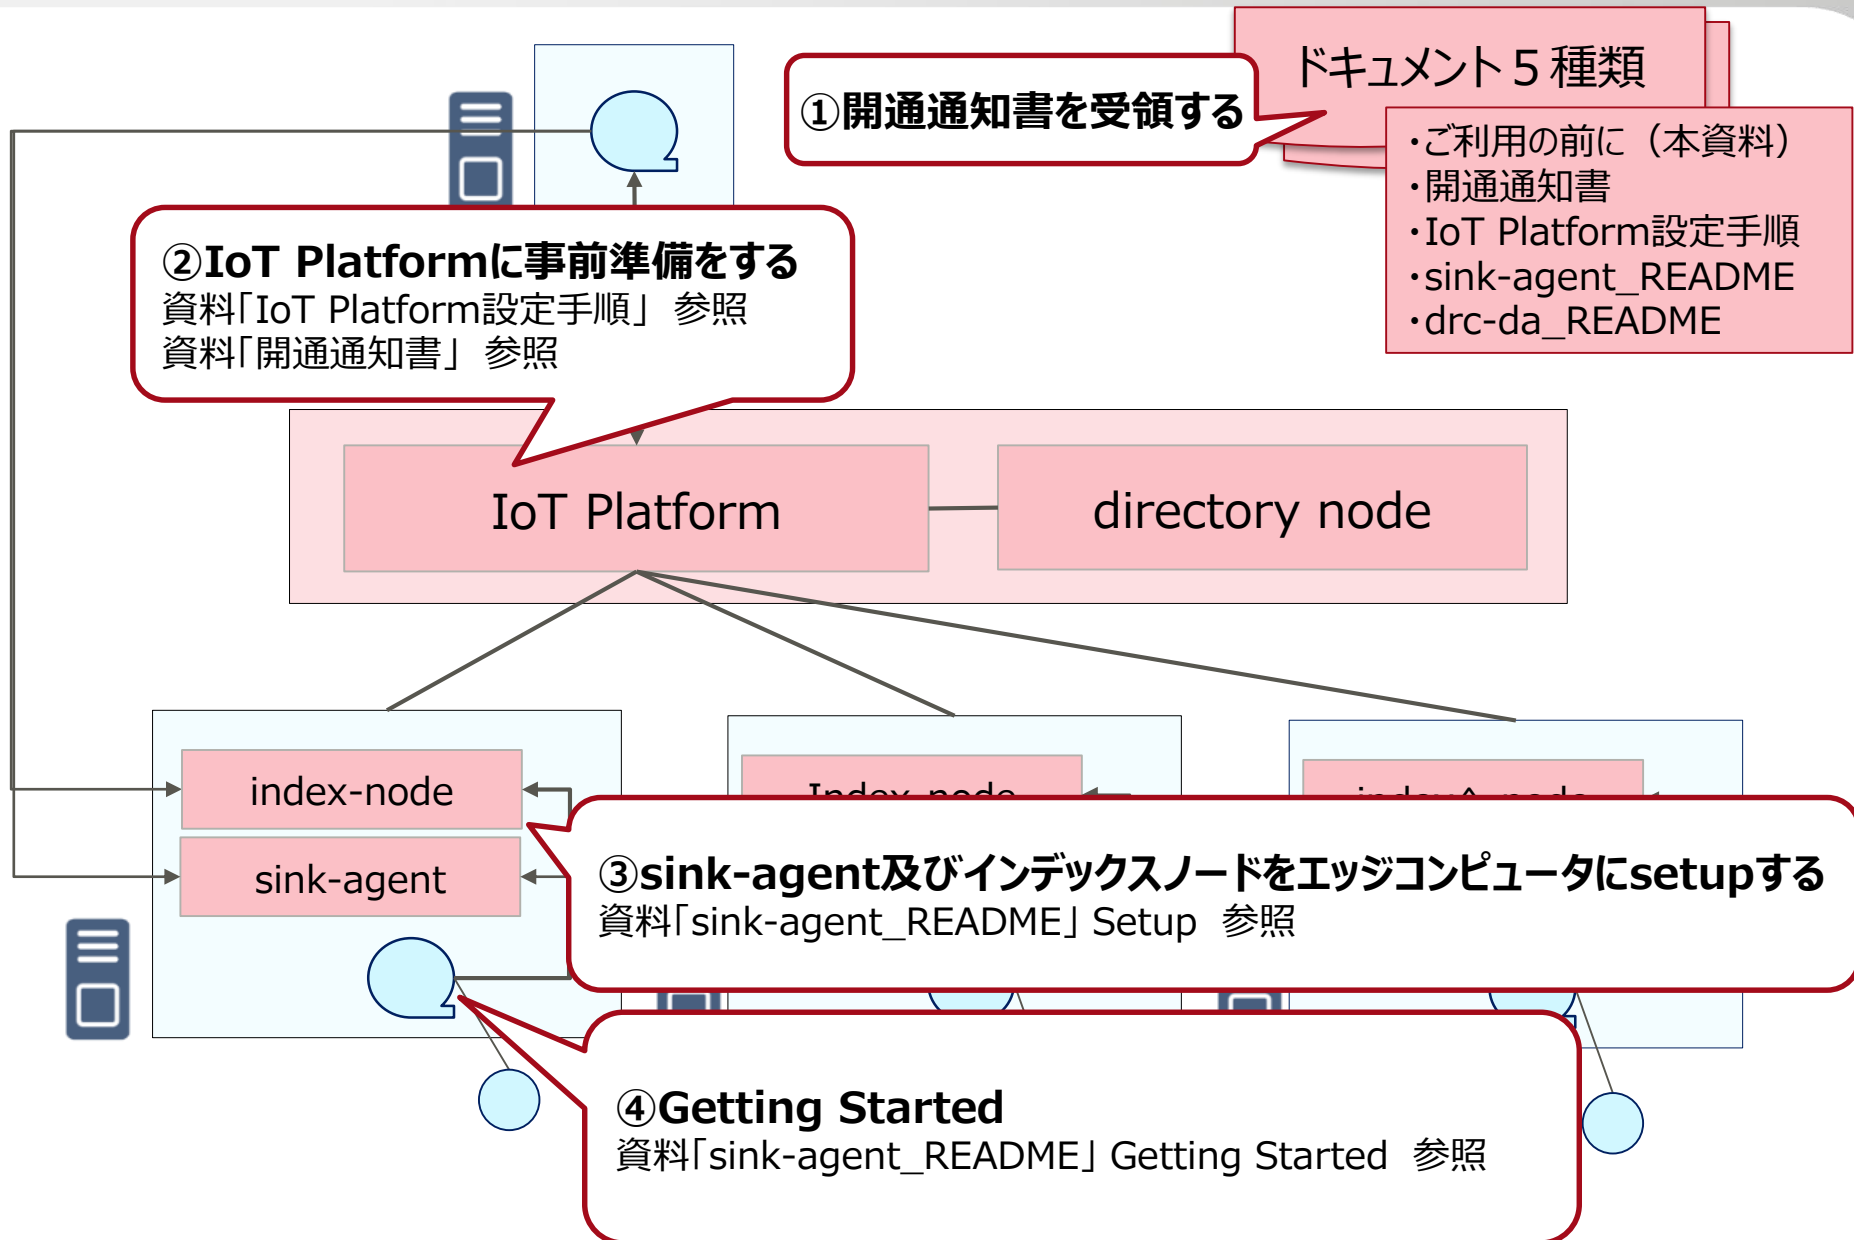 ドキュメント５種類
①開通通知書を受領する
・ご利用の前に（本資料）
・開通通知書
・IoT Platform設定手順
・sink-agent_README
・drc-da_README
②IoT Platformに事前準備をする
資料「IoT Platform設定手順」 参照
資料「開通通知書」 参照
IoT Platform
directory node
index-node
Index-node
index^-node
sink-agent
③sink-agent及びインデックスノードをエッジコンピュータにsetupする
資料「sink-agent_README」 Setup 参照
④Getting Started
資料「sink-agent_README」 Getting Started 参照